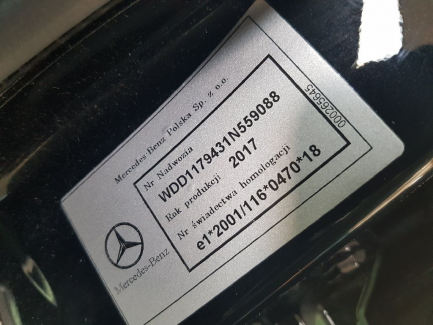 Mercedes-Benz Polska Sp. z o.o.
Nr Nadwozia
WDD1179431N559088
Rok produkcji 2017
Nr świadectwa homologacji
e1*2001/116*0470*18
Mercedes-Benz
000265645